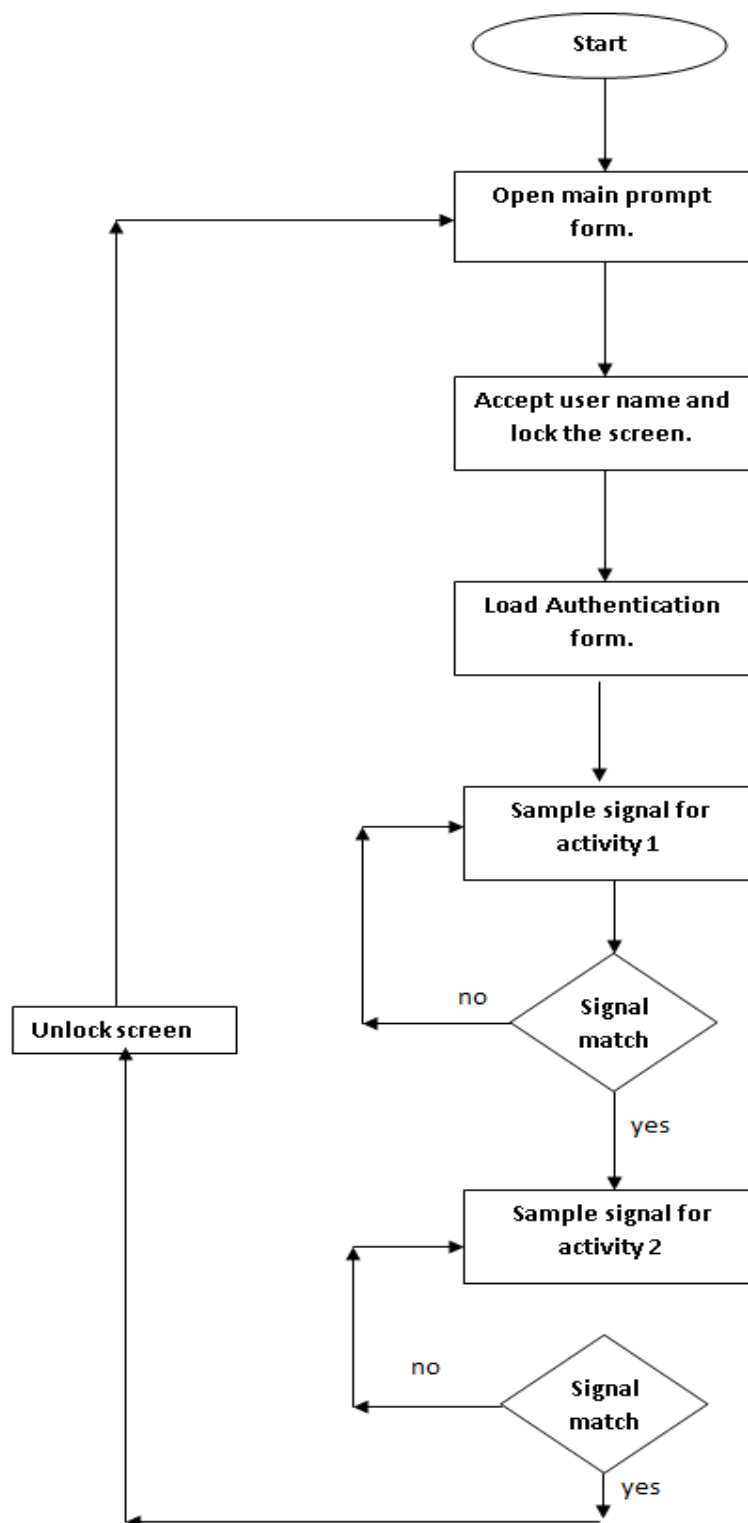 Start
Open main prompt
form.
Accept user name and
lock the screen.
Load Authentication
form.
Sample signal for
activity 1
no
Signal
match
Unlock screen
yes
Sample signal for
activity 2
no
Signal
match
yes